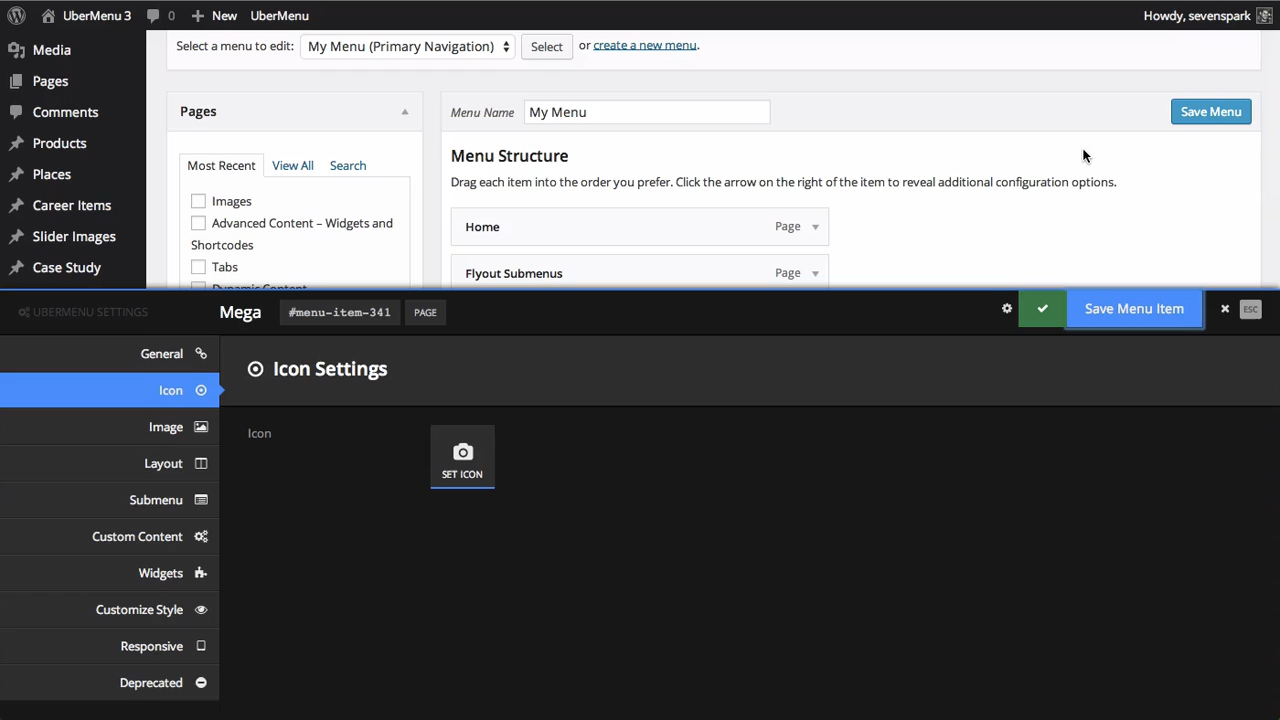 UberMenu 3 0 New UberMenu Howdy, sevenspark
Media
Pages
Comments
Products
Places
Career Items
Slider Images
Case Study
Select a menu to edit: My Menu (Primary Navigation) Select or create a new menu.
Pages
Most Recent View All Search
Images
Advanced Content – Widgets and
Shortcodes
Tabs
Dynamic Content
Menu Name My Menu Save Menu
Menu Structure
Drag each item into the order you prefer. Click the arrow on the right of the item to reveal additional configuration options.
Home Page
Flyout Submenus Page
UBERMENU SETTINGS Mega #menu-item-341 PAGE Save Menu Item ESC
General
Icon
Image
Layout
Submenu
Custom Content
Widgets
Customize Style
Responsive
Deprecated
Icon Settings
Icon
SET ICON